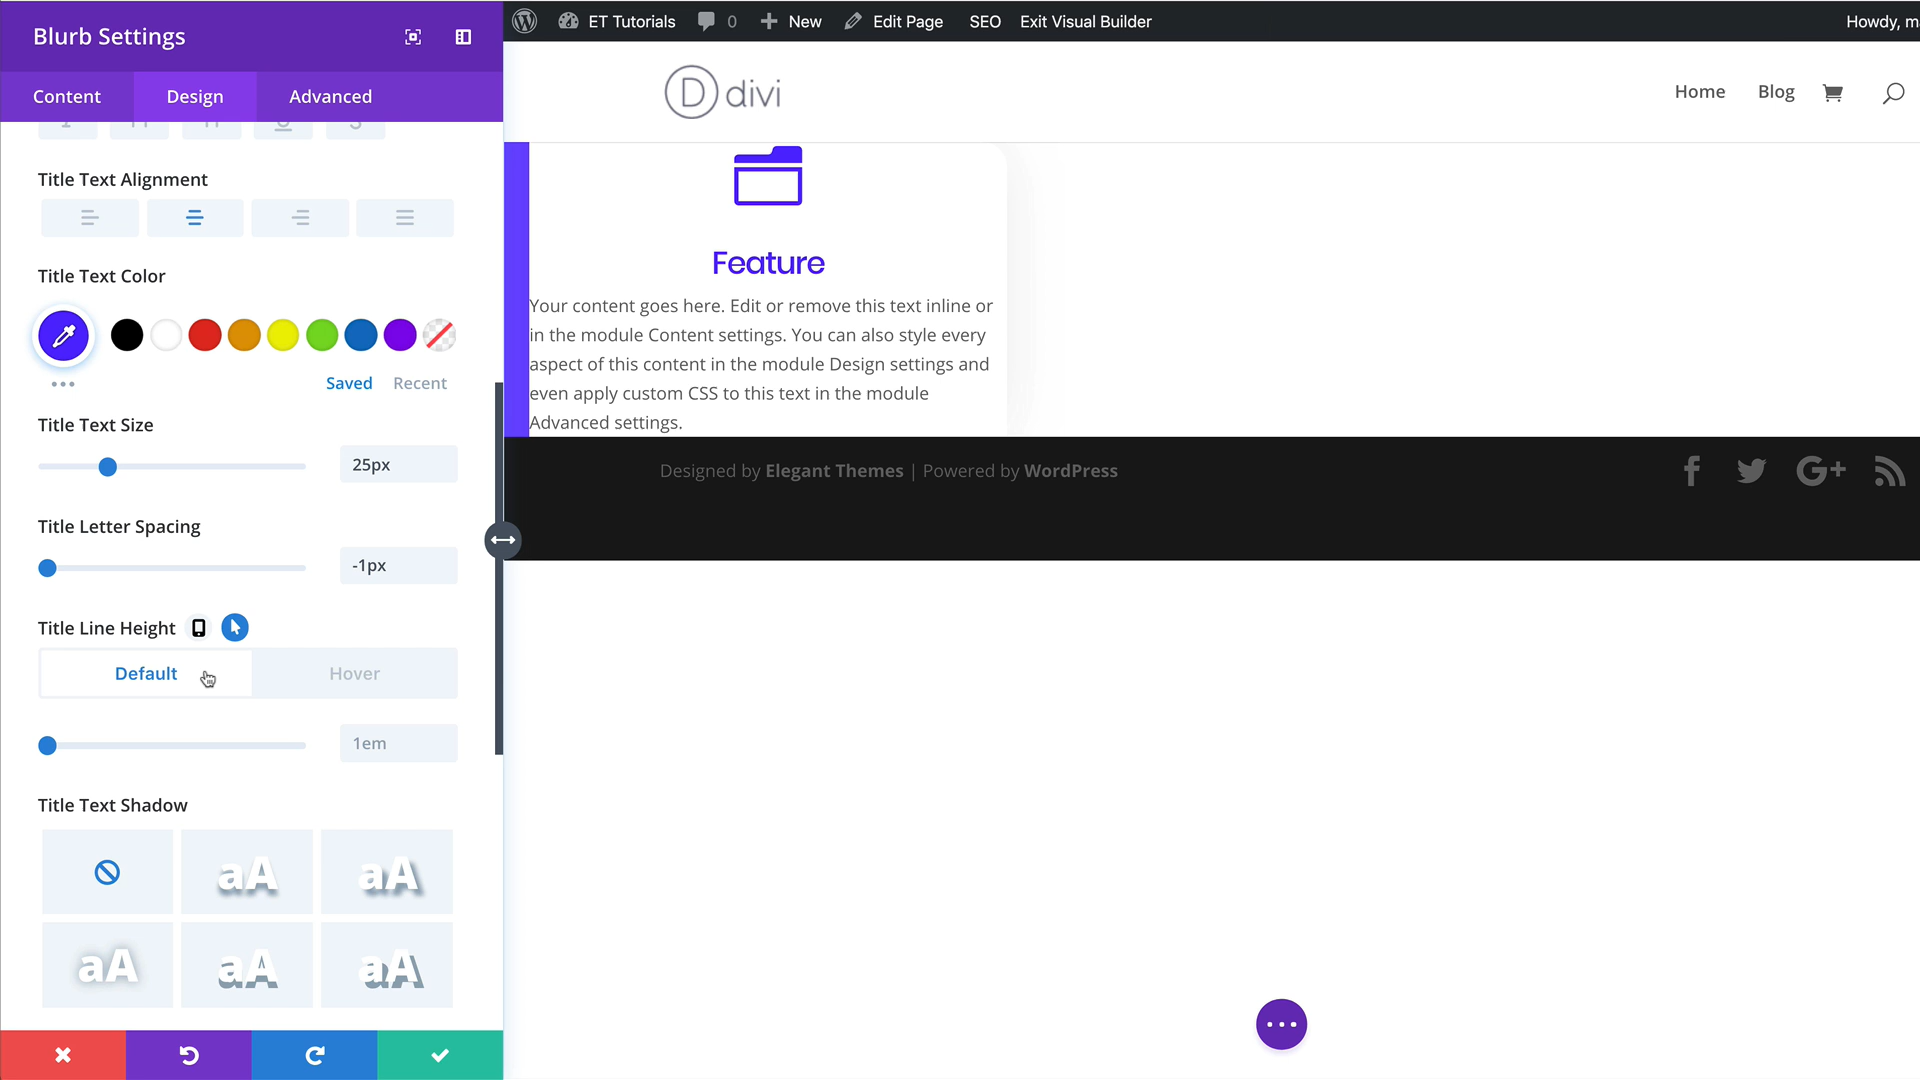 Blurb Settings
Content Design Advanced
Title Text Alignment
Title Text Color
Saved Recent
Title Text Size
25px
Title Letter Spacing
-1px
Title Line Height
Default Hover
1em
Title Text Shadow
aA aA
aA aA aA
ET Tutorials 0 New Edit Page SEO Exit Visual Builder
D divi
Home Blog
Feature
Your content goes here. Edit or remove this text inline or
in the module Content settings. You can also style every
aspect of this content in the module Design settings and
even apply custom CSS to this text in the module
Advanced settings.
Designed by Elegant Themes | Powered by WordPress
G+